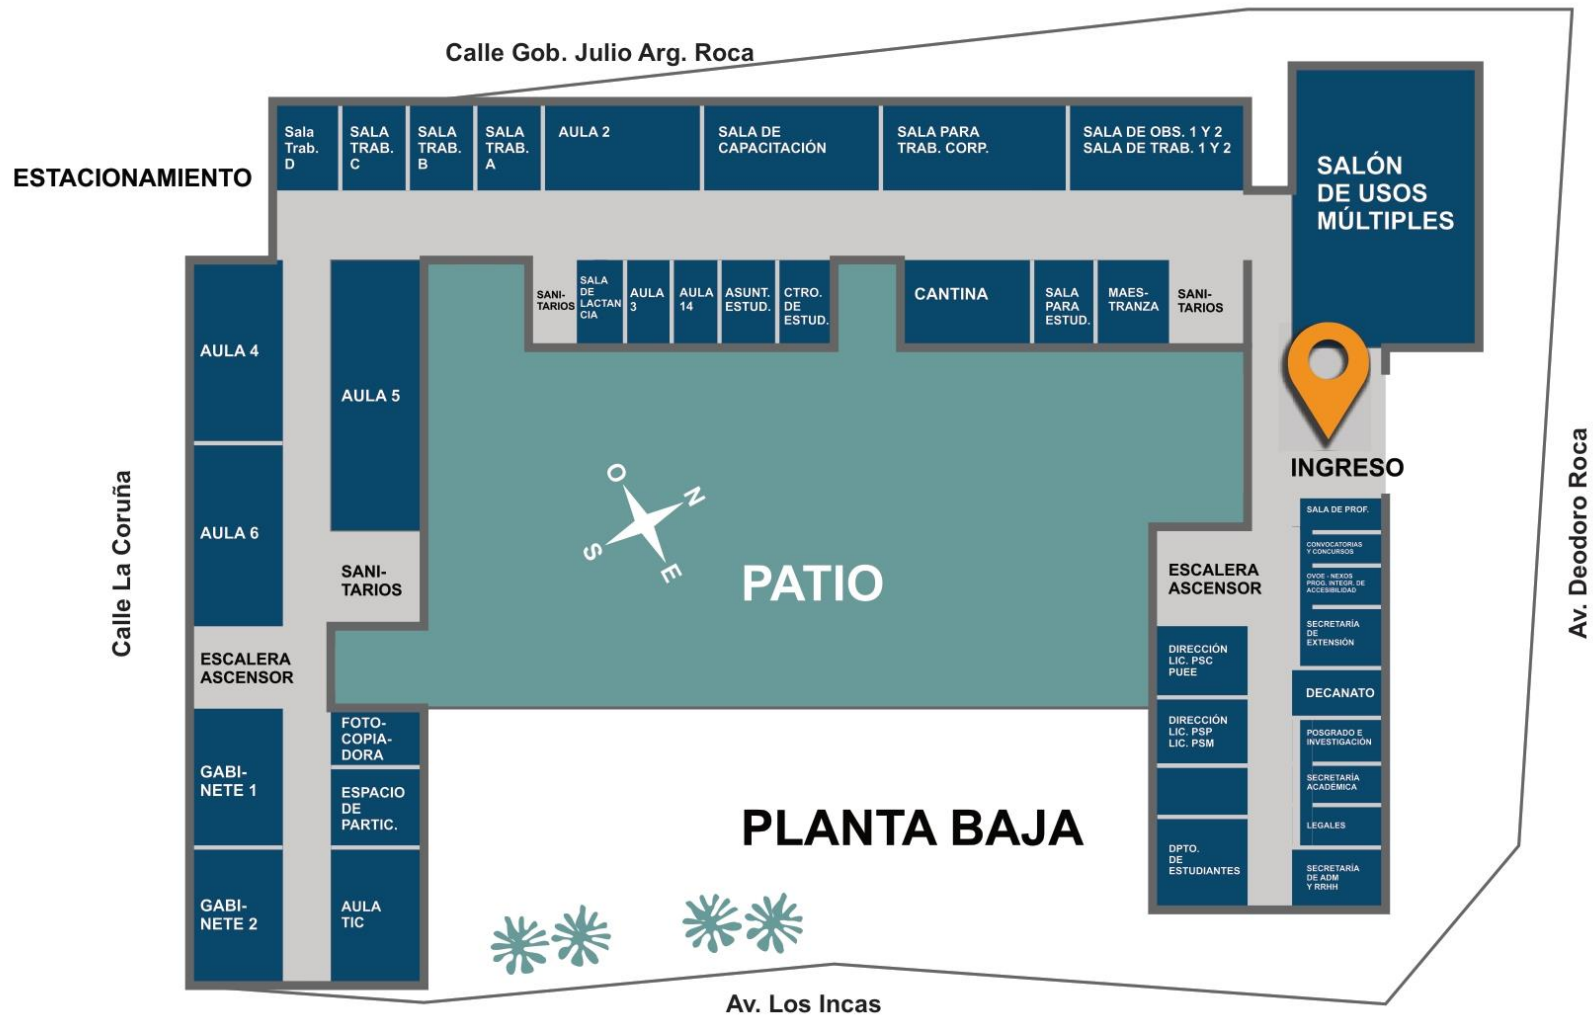 Calle Gob. Julio Arg. Roca
ESTACIONAMIENTO
Sala
Trab.
D
SALA
TRAB.
C
SALA
TRAB.
B
SALA
TRAB.
A
AULA 2
SALA DE
CAPACITACIÓN
SALA PARA
TRAB. CORP.
SALA DE OBS. 1 Y 2
SALA DE TRAB. 1 Y 2
SALÓN
DE USOS
MÚLTIPLES
SANI-
TARIOS
SALA
DE
LACTAN
CIA
AULA
3
AULA
14
ASUNT.
ESTUD.
CTRO.
DE
ESTUD.
CANTINA
SALA
PARA
ESTUD.
MAES-
TRANZA
SANI-
TARIOS
AULA 4
AULA 5
AULA 6
SANI-
TARIOS
ESCALERA
ASCENSOR
GABI-
NETE 1
GABI-
NETE 2
FOTO-
COPIA-
DORA
ESPACIO
DE
PARTIC.
AULA
TIC
Calle La Coruña
O
N
S
E
PATIO
PLANTA BAJA
INGRESO
ESCALERA
ASCENSOR
DIRECCIÓN
LIC. PSC
PUEE
DIRECCIÓN
LIC. PSP
LIC. PSM
DPTO.
DE
ESTUDIANTES
SALA DE PROF.
CONVOCATORIAS
Y CONCURSOS
OVOE - NEXOS
PROG. INTEGR. DE
ACCESIBILIDAD
SECRETARÍA
DE
EXTENSIÓN
DECANATO
POSGRADO E
INVESTIGACIÓN
SECRETARÍA
ACADÉMICA
LEGALES
SECRETARÍA
DE ADM
Y RRHH
Av. Deodoro Roca
Av. Los Incas